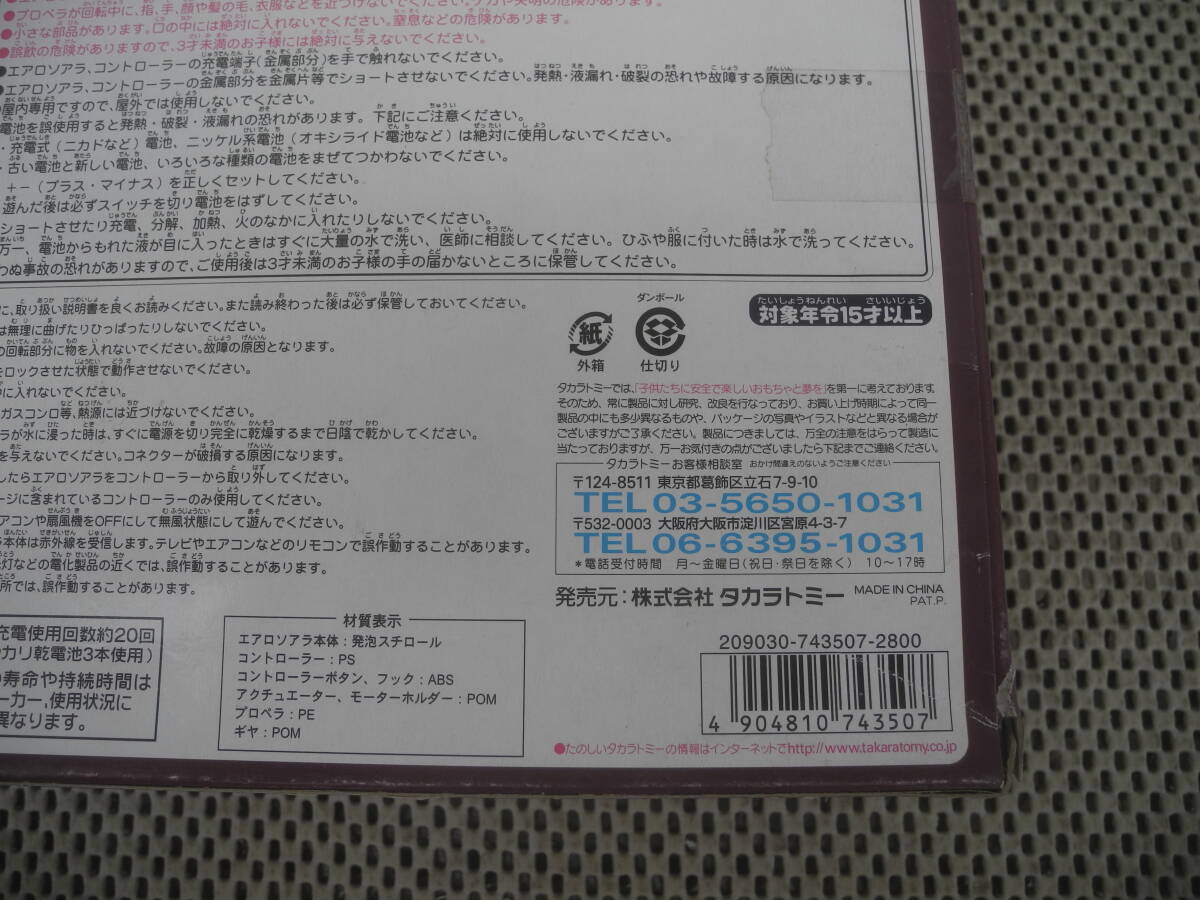 ●プロペラが回転中に、指、手、顔や髪の毛、衣服などを近づけないでください。ケガや失明の危険があります。
●小さな部品があります。口の中には絶対に入れないでください。窒息などの危険があります。
●誤飲の危険がありますので、3才未満のお子様には絶対に与えないでください。
●エアロソアラ、コントローラーの充電端子(金属部分)を手で触れないでください。
●エアロソアラ、コントローラーの金属部分を金属片等でショートさせないでください。発熱・液漏れ・破裂の恐れや故障する原因になります。
屋内専用ですので、屋外では使用しないでください。
電池を誤使用すると発熱・破裂・液漏れの恐れがあります。下記にご注意ください。
・充電式(ニカドなど)電池、ニッケル系電池(オキシライド電池など)は絶対に使用しないでください。
・古い電池と新しい電池、いろいろな種類の電池をまぜてつかわないでください。
+−(プラス・マイナス)を正しくセットしてください。
遊んだ後は必ずスイッチを切り電池をはずしてください。
ショートさせたり充電、分解、加熱、火のなかに入れたりしないでください。
万一、電池からもれた液が目に入ったときはすぐに大量の水で洗い、医師に相談してください。ひふや服に付いた時は水で洗ってください。
わぬ事故の恐れがありますので、ご使用後は3才未満のお子様の手の届かないところに保管してください。
に、取り扱い説明書を良くお読みください。また読み終わった後は必ず保管しておいてください。
は無理に曲げたりひっぱったりしないでください。
の回転部分に物を入れないでください。故障の原因となります。
をロックさせた状態で動作させないでください。
中に入れないでください。
ガスコンロ等、熱源には近づけないでください。
ラが水に浸った時は、すぐに電源を切り完全に乾燥するまで日陰で乾かしてください。
を与えないでください。コネクターが破損する原因になります。
したらエアロソアラをコントローラーから取り外してください。
ージに含まれているコントローラーのみ使用してください。
アコンや扇風機をOFFにして無風状態にして遊んでください。
本体は赤外線を受信します。テレビやエアコンなどのリモコンで誤作動することがあります。
灯などの電化製品の近くでは、誤作動することがあります。
所では、誤作動することがあります。
充電使用回数約20回
カリ乾電池3本使用)
の寿命や持続時間は
ーカー、使用状況に
異なります。
材質表示
エアロソアラ本体:発泡スチロール
コントローラー:PS
コントローラーボタン、フック:ABS
アクチュエーター、モーターホルダー:POM
プロペラ:PE
ギヤ:POM
紙
外箱
ダンボール
仕切り
たいしょうねんれい さいいじょう
対象年令15才以上
タカラトミーでは、「子供たちに安全で楽しいおもちゃと夢を」を第一に考えております。
そのため、常に製品に対し研究、改良を行なっており、お買い上げ時期によって同一
製品の中にも多少異なるものや、パッケージの写真やイラストなどと異なる場合が
ございますがご了承ください。製品につきましては、万全の注意をはらって製造に
当たっておりますが、万一お気付きの点がございましたら下記までご連絡ください。
タカラトミーお客様相談室 おかけ間違えのないようご注意ください
〒124-8511 東京都葛飾区立石7-9-10
TEL03-5650-1031
〒532-0003 大阪府大阪市淀川区宮原4-3-7
TEL06-6395-1031
*電話受付時間 月〜金曜日(祝日・祭日を除く) 10〜17時
発売元:株式会社 タカラトミー MADE IN CHINA
PAT.P.
209030-743507-2800
4 904810 743507
●たのしいタカラトミーの情報はインターネットでhttp://www.takaratomy.co.jp